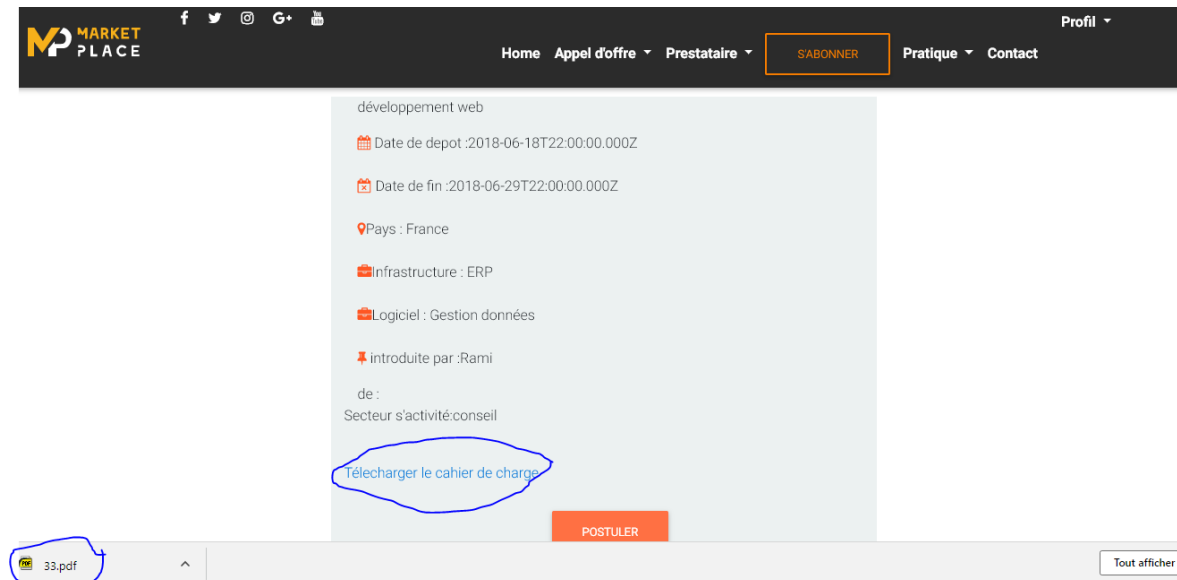 MARKET
PLACE
Profil
Home Appel d'offre Prestataire S'ABONNER Pratique Contact
développement web
Date de depot :2018-06-18T22:00:00.000Z
Date de fin :2018-06-29T22:00:00.000Z
Pays : France
Infrastructure : ERP
Logiciel : Gestion données
introduite par :Rami
de :
Secteur s'activité:conseil
Télecharger le cahier de charge
POSTULER
33.pdf
Tout afficher